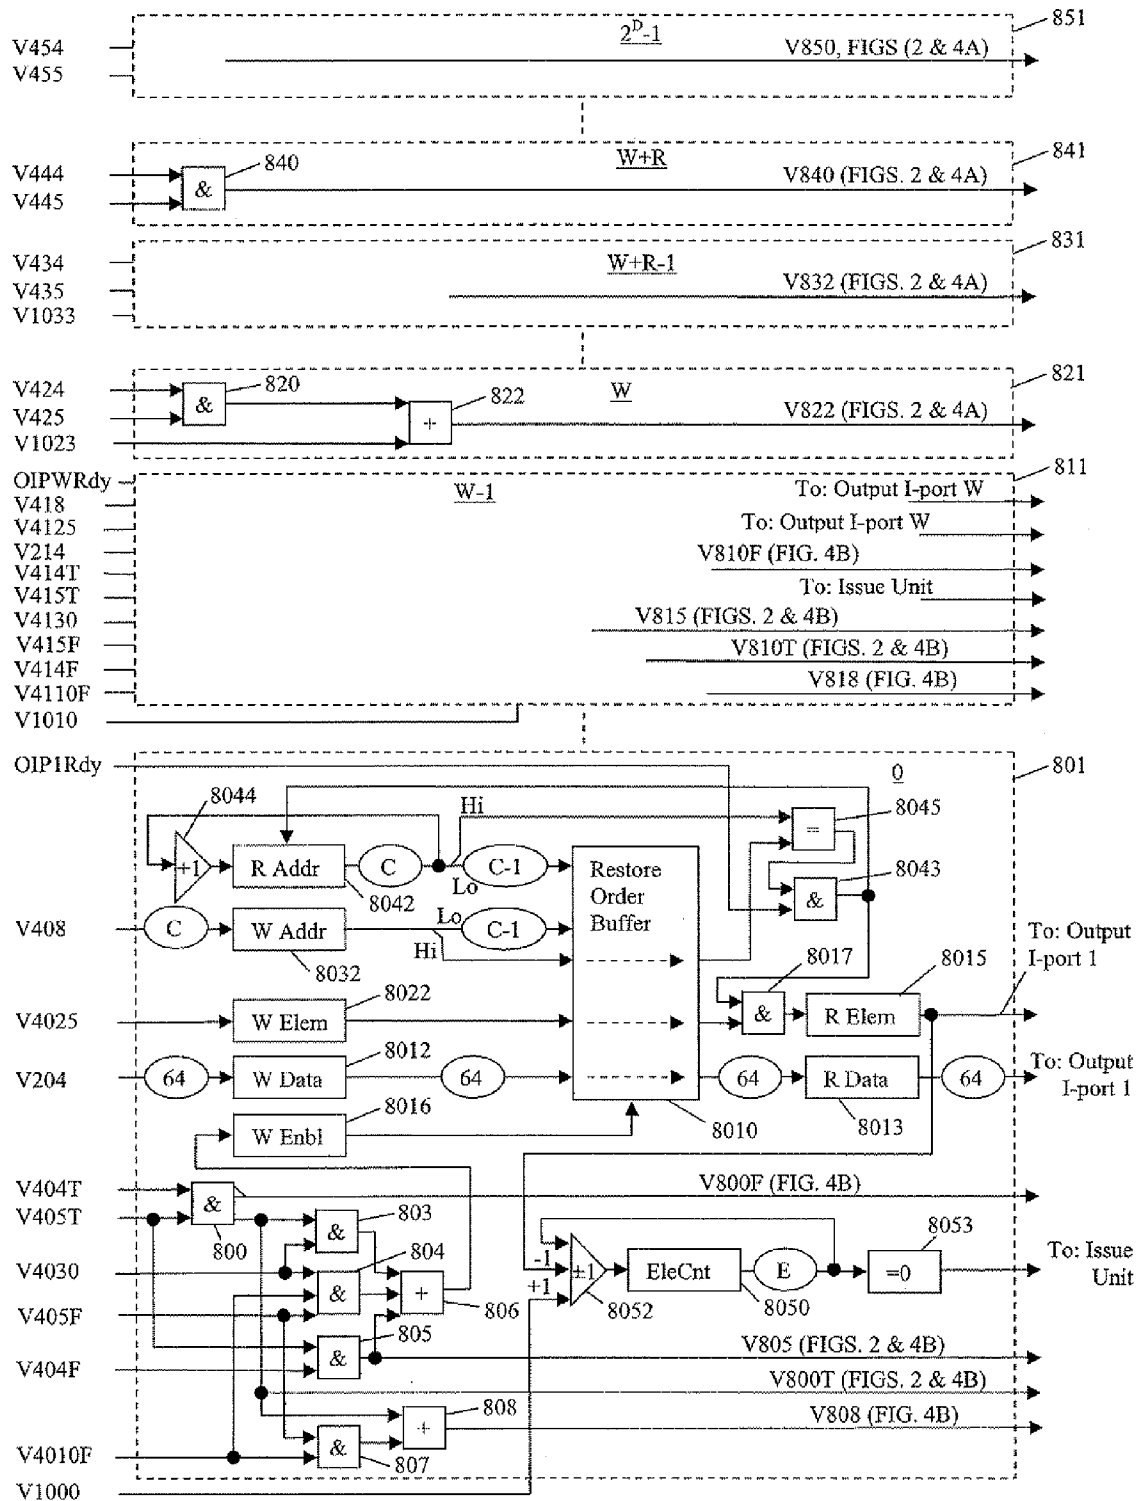 2^D-1
851
V454
V850, FIGS (2 & 4A)
V455
W+R
841
V444
840
V840 (FIGS. 2 & 4A)
&
V445
831
V434
W+R-1
V435
V832 (FIGS. 2 & 4A)
V1033
821
V424
820
W
822
V822 (FIGS. 2 & 4A)
&
V425
+
V1023
811
OIPWRdy
W-1
To: Output I-port W
V418
V4125
To: Output I-port W
V214
V810F (FIG. 4B)
V414T
To: Issue Unit
V415T
V4130
V815 (FIGS. 2 & 4B)
V415F
V810T (FIGS. 2 & 4B)
V414F
V818 (FIG. 4B)
V4110F
V1010
OIP1Rdy
0
801
8044
Hi
8045
=
+1
R Addr
C
C-1
Restore
Order
Buffer
8043
Lo
8042
&
V408
C
W Addr
Lo
C-1
Hi
8032
To: Output
I-port 1
8017
8015
8022
V4025
W Elem
&
R Elem
8012
To: Output
I-port 1
V204
64
W Data
64
64
R Data
64
8016
8010
8013
W Enbl
V404T
&
V800F (FIG. 4B)
V405T
803
800
&
8053
804
To: Issue
Unit
V4030
-1
±1
EleCnt
E
=0
+1
&
+
806
8052
8050
V405F
805
V805 (FIGS. 2 & 4B)
&
V404F
V800T (FIGS. 2 & 4B)
808
V808 (FIG. 4B)
+
&
V4010F
807
V1000